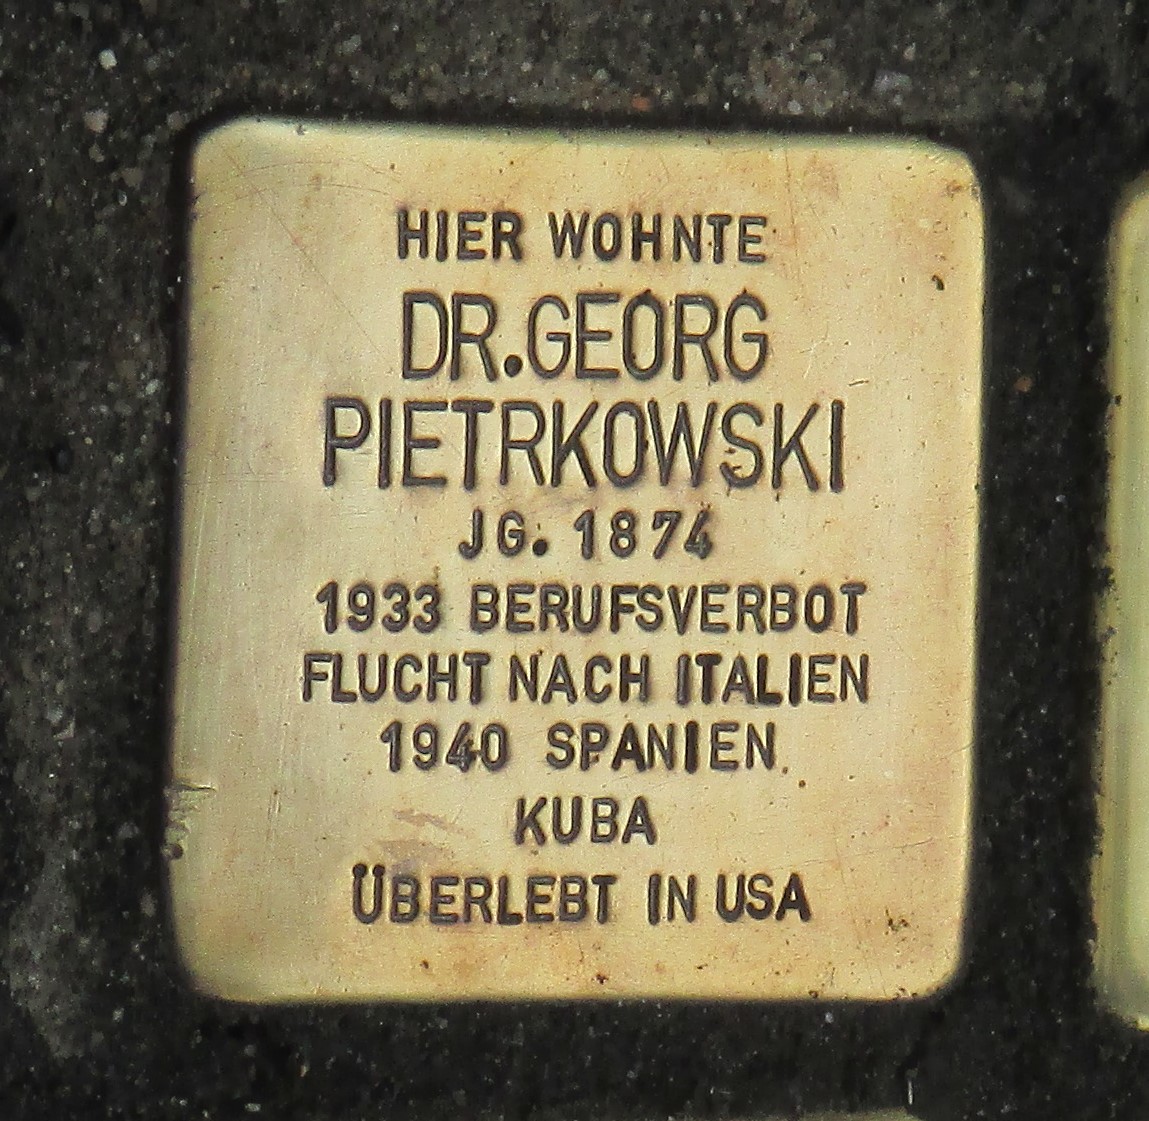 HIER WOHNTE
DR.GEORG
PIETRKOWSKI
JG. 1874
1933 BERUFSVERBOT
FLUCHT NACH ITALIEN
1940 SPANIEN
KUBA
ÜBERLEBT IN USA